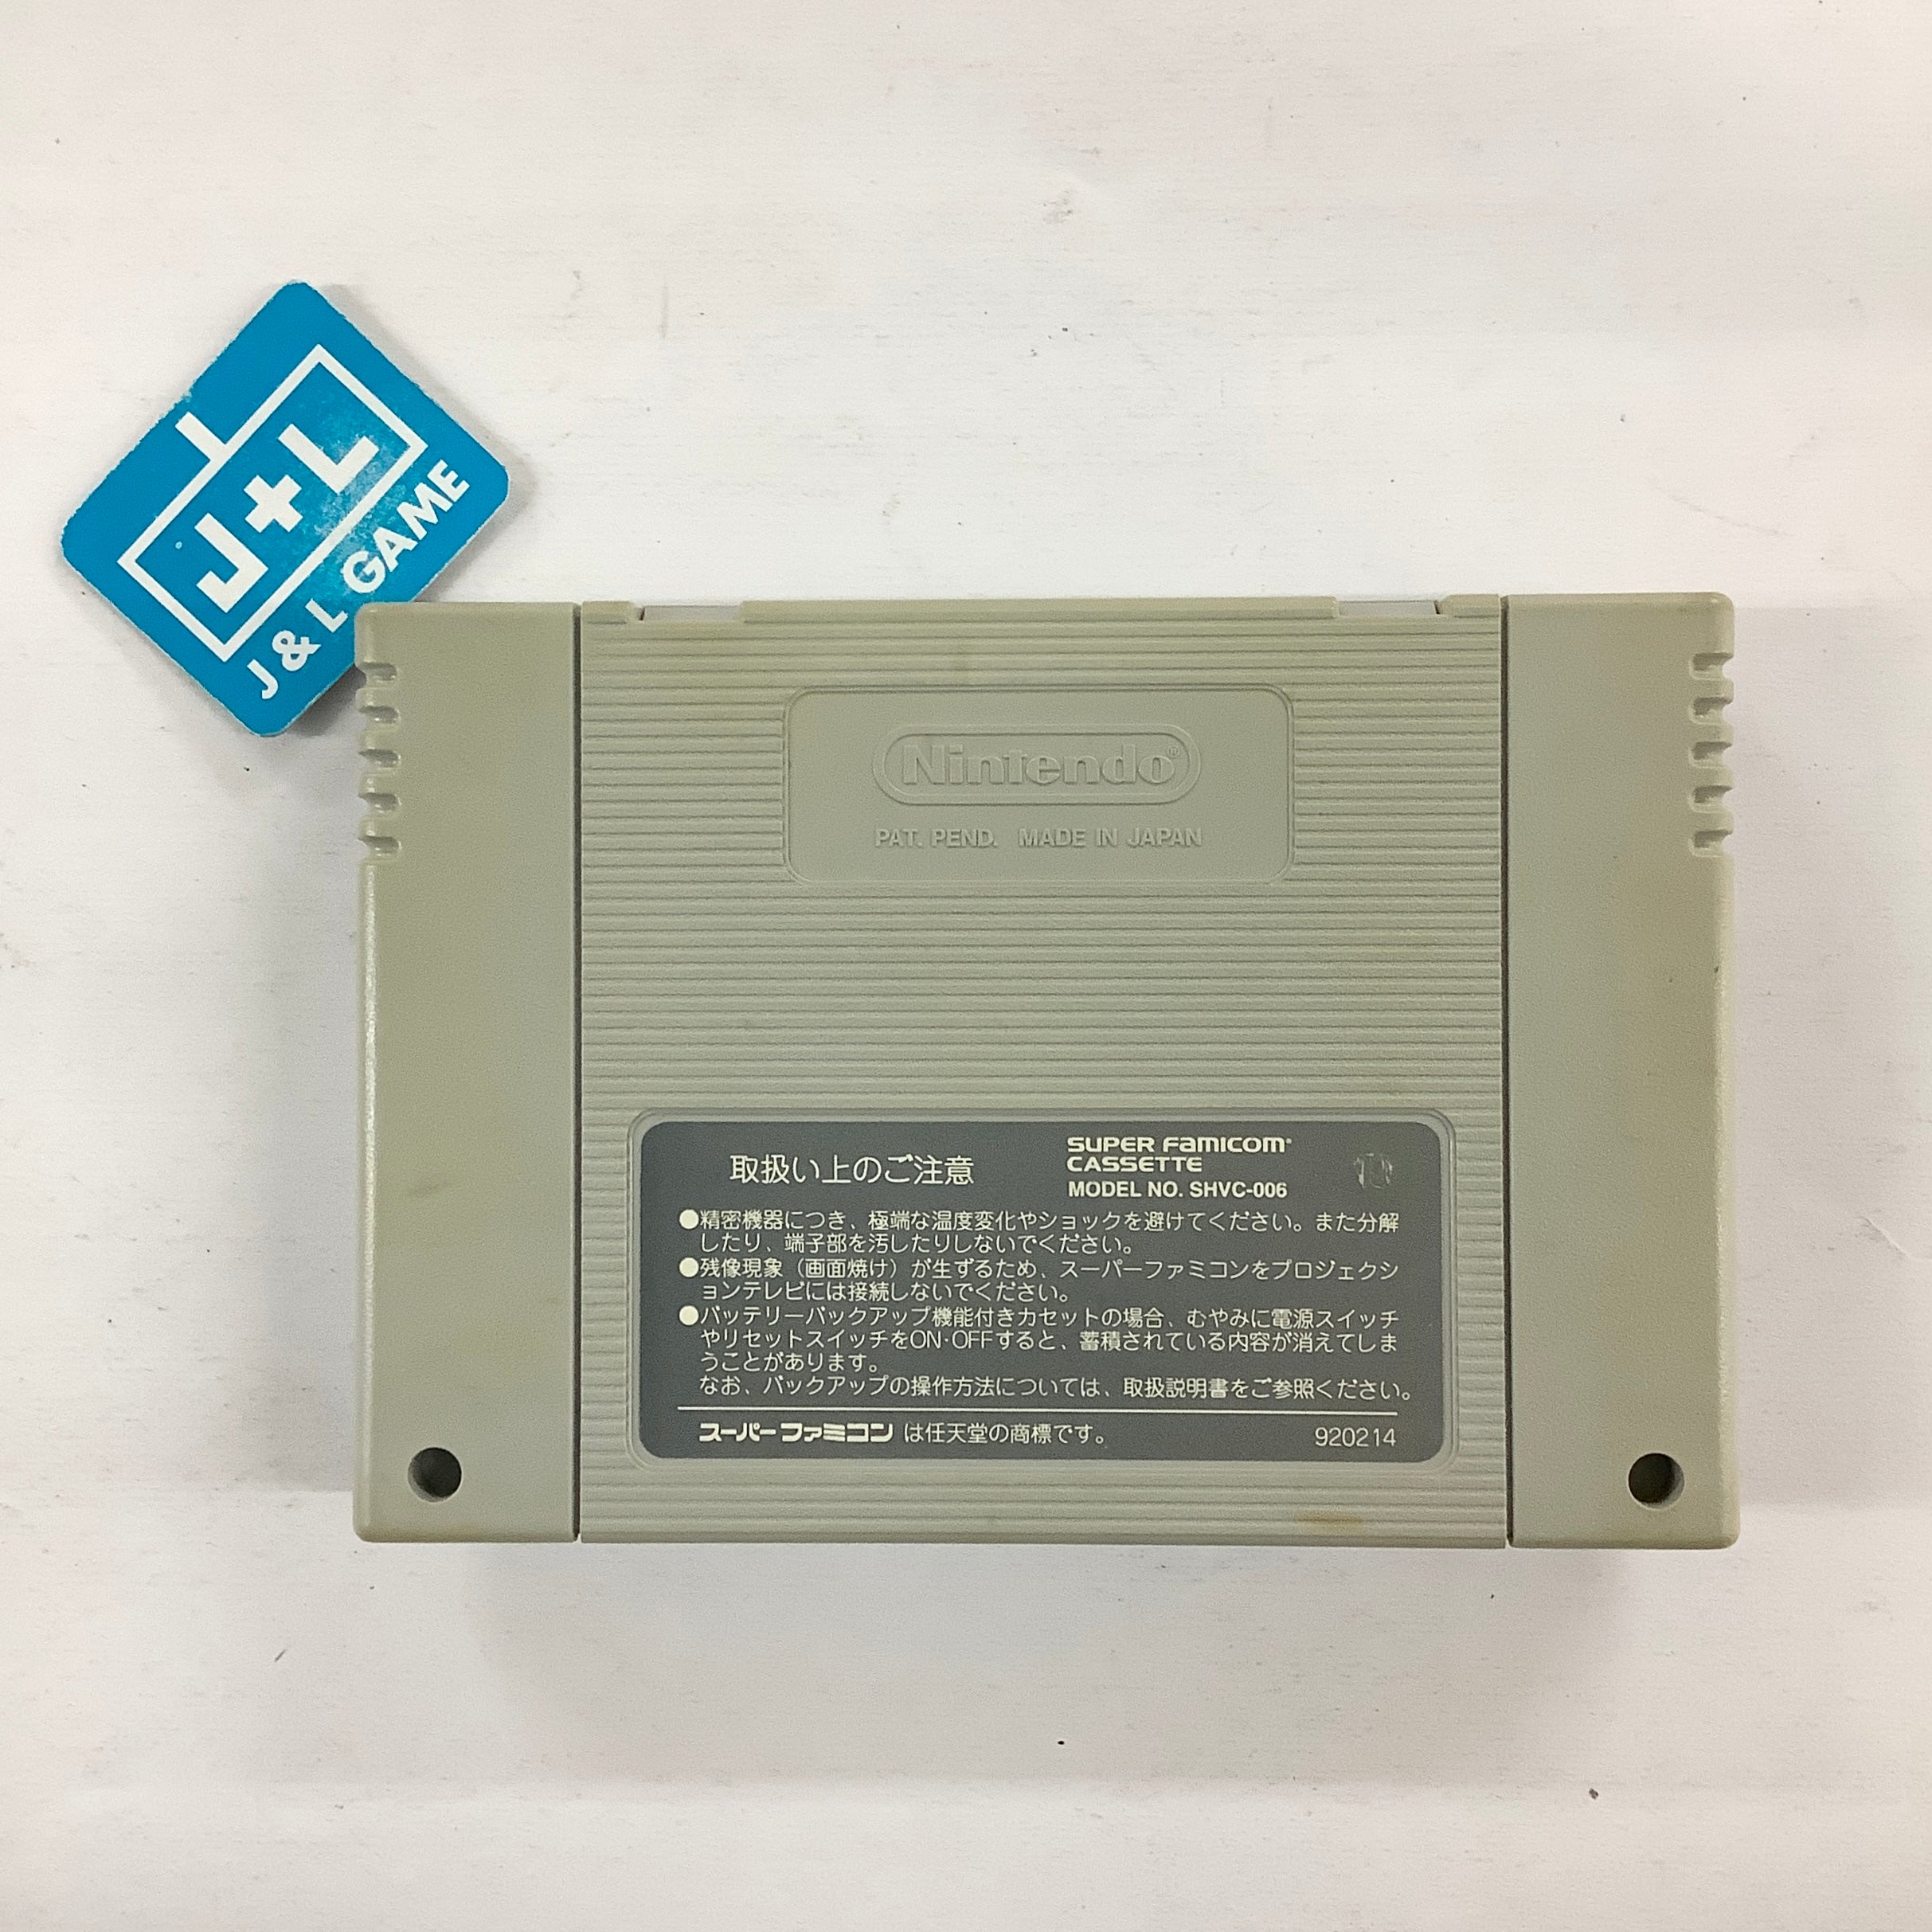 J+L
J & L GAME
Nintendo®
PAT. PEND. MADE IN JAPAN
取扱い上のご注意
SUPER FAMICOM
CASSETTE
MODEL NO. SHVC-006
●精密機器につき、極端な温度変化やショックを避けてください。また分解
したり、端子部を汚したりしないでください。
●残像現象（画面焼け）が生ずるため、スーパーファミコンをプロジェクシ
ョンテレビには接続しないでください。
●バッテリーバックアップ機能付きカセットの場合、むやみに電源スイッチ
やリセットスイッチをON·OFFすると、蓄積されている内容が消えてしま
うことがあります。
なお、バックアップの操作方法については、取扱説明書をご参照ください。
スーパーファミコン は任天堂の商標です。
920214